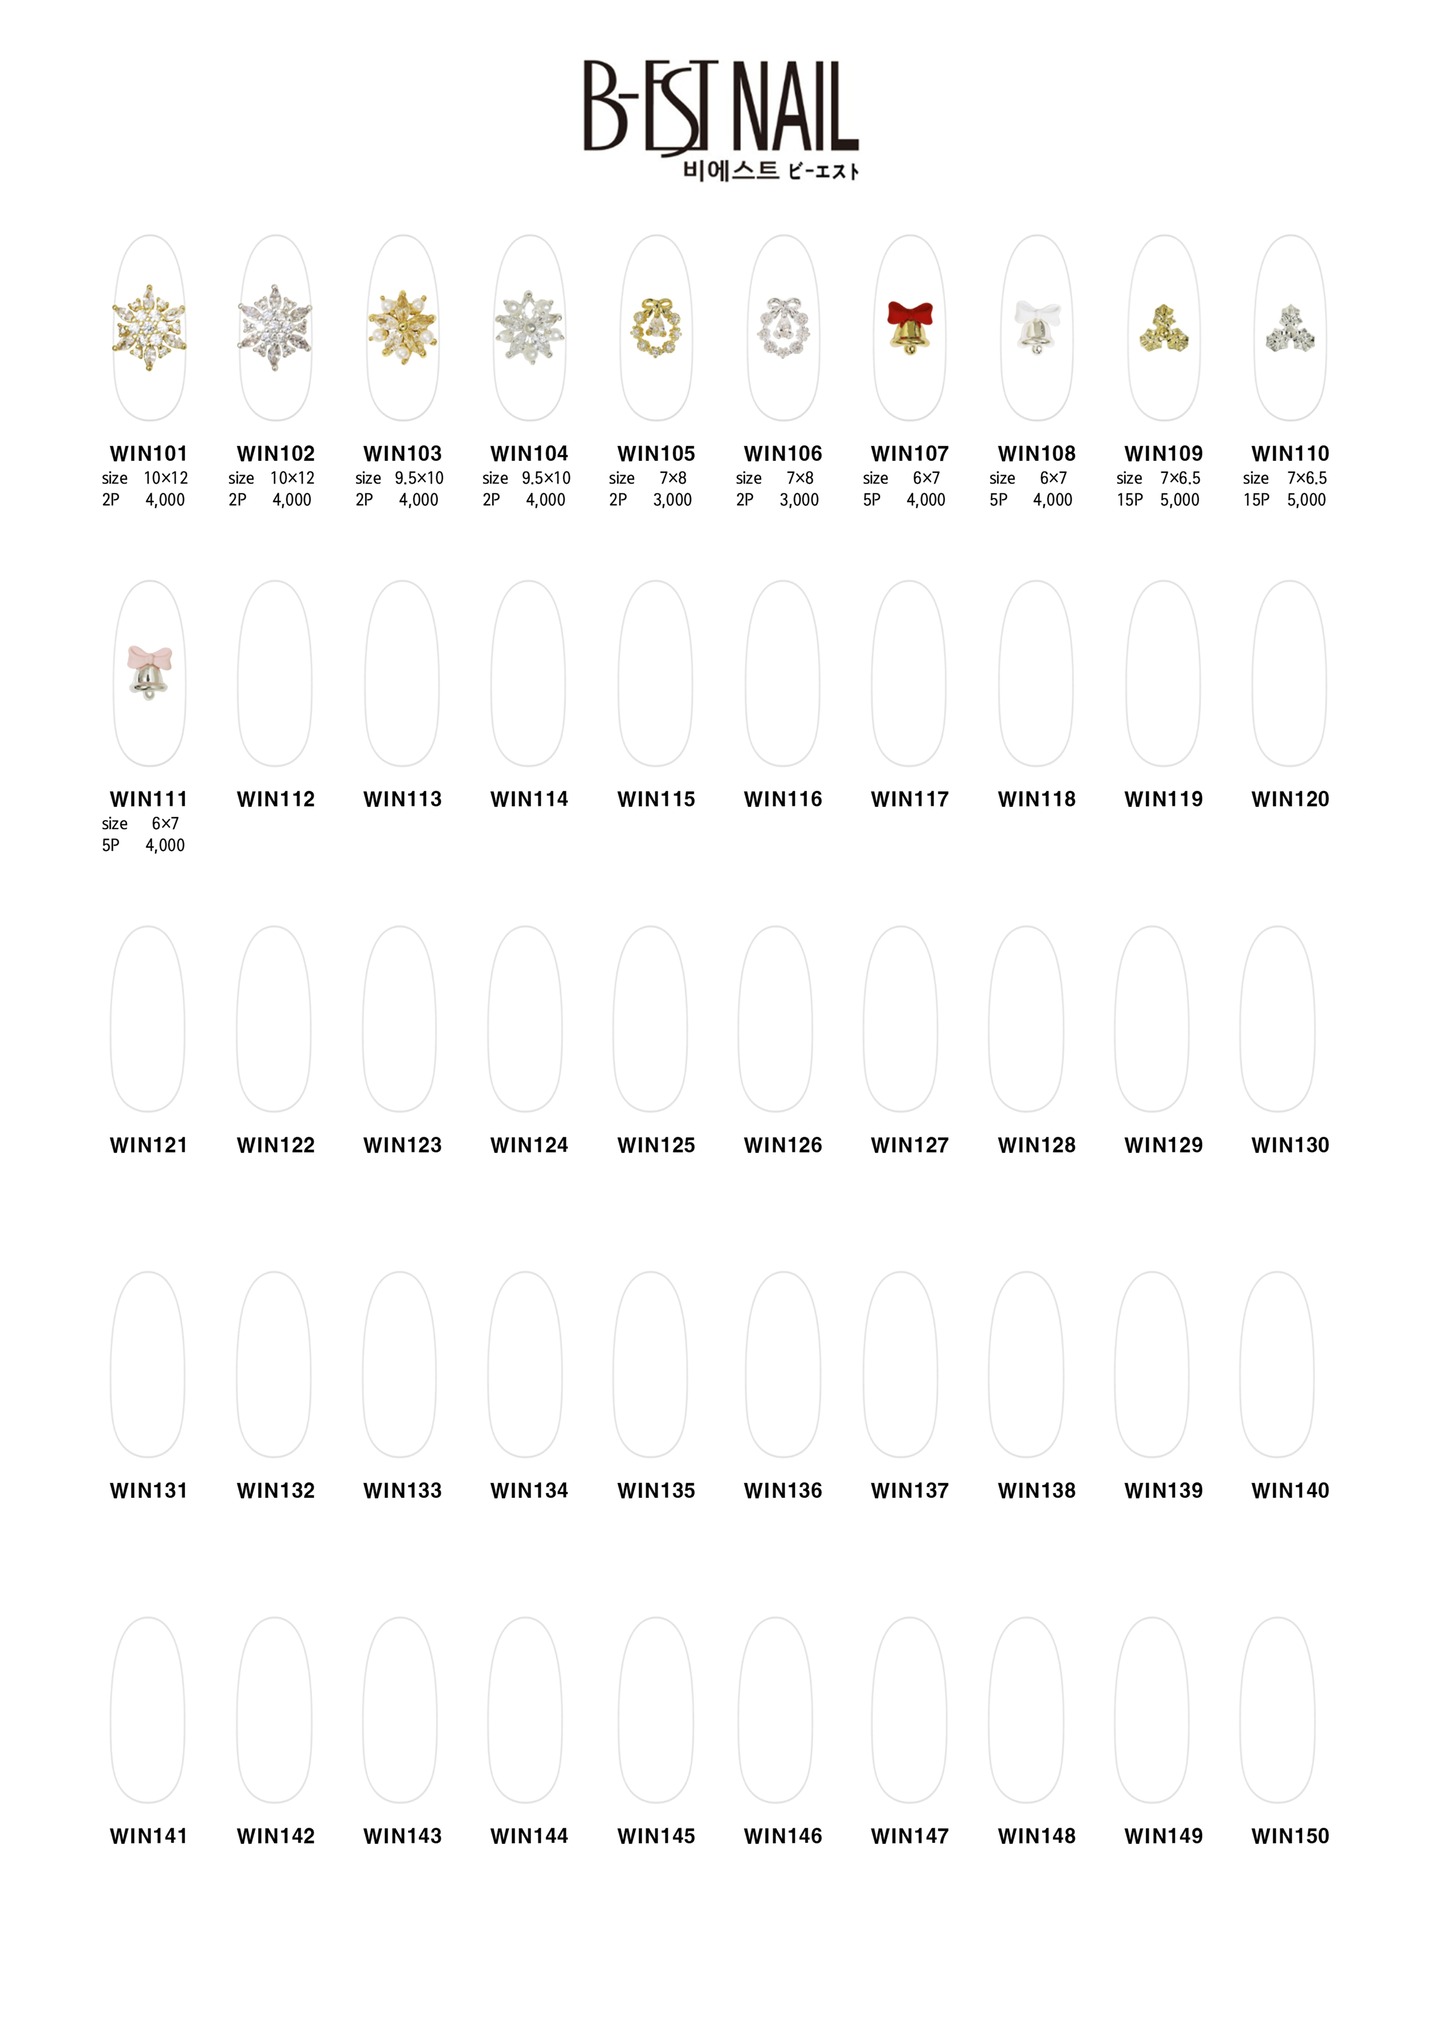 B-EST NAIL
비에스트 ビーエスト
WIN101 WIN102 WIN103 WIN104 WIN105 WIN106 WIN107 WIN108 WIN109 WIN110
size 10×12 size 10×12 size 9.5×10 size 9.5×10 size 7×8 size 7×8 size 6×7 size 6×7 size 7×6.5 size 7×6.5
2P 4,000 2P 4,000 2P 4,000 2P 4,000 2P 3,000 2P 3,000 5P 4,000 5P 4,000 15P 5,000 15P 5,000
WIN111 WIN112 WIN113 WIN114 WIN115 WIN116 WIN117 WIN118 WIN119 WIN120
size 6×7
5P 4,000
WIN121 WIN122 WIN123 WIN124 WIN125 WIN126 WIN127 WIN128 WIN129 WIN130
WIN131 WIN132 WIN133 WIN134 WIN135 WIN136 WIN137 WIN138 WIN139 WIN140
WIN141 WIN142 WIN143 WIN144 WIN145 WIN146 WIN147 WIN148 WIN149 WIN150